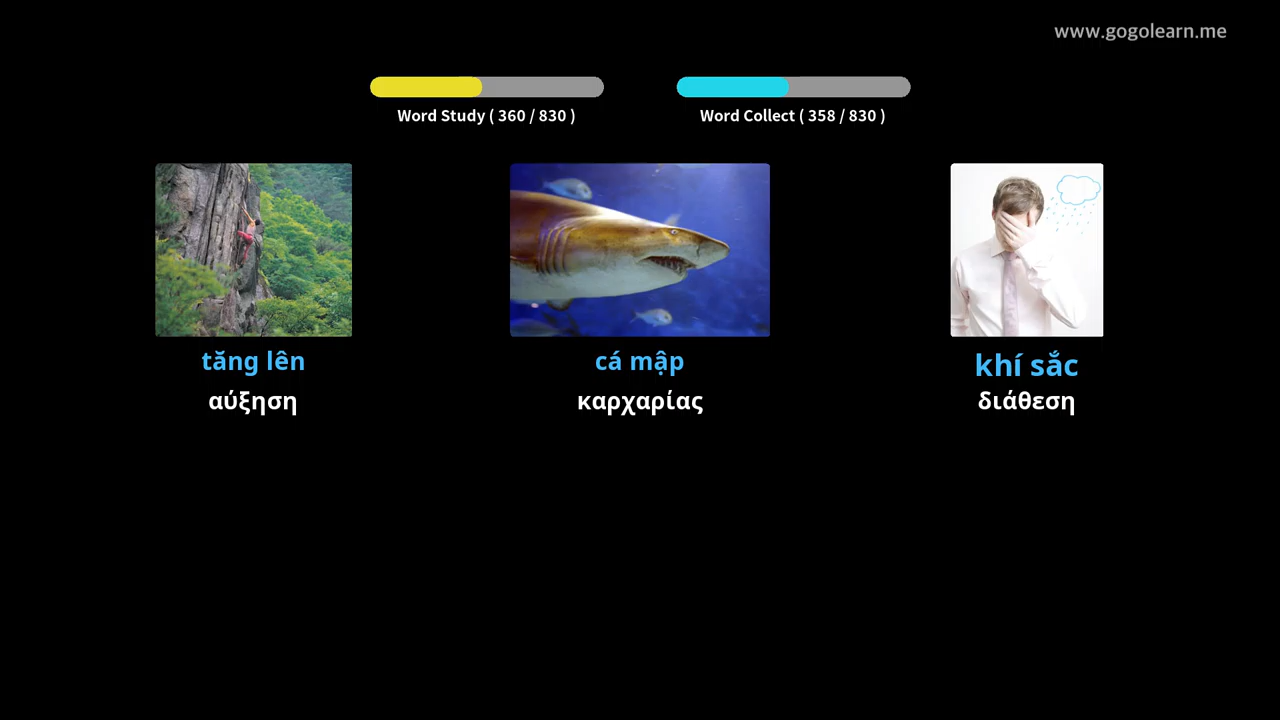 www.gogolearn.me
Word Study ( 360 / 830 )
Word Collect ( 358 / 830 )
tăng lên
αύξηση
cá mập
καρχαρίας
khí sắc
διάθεση